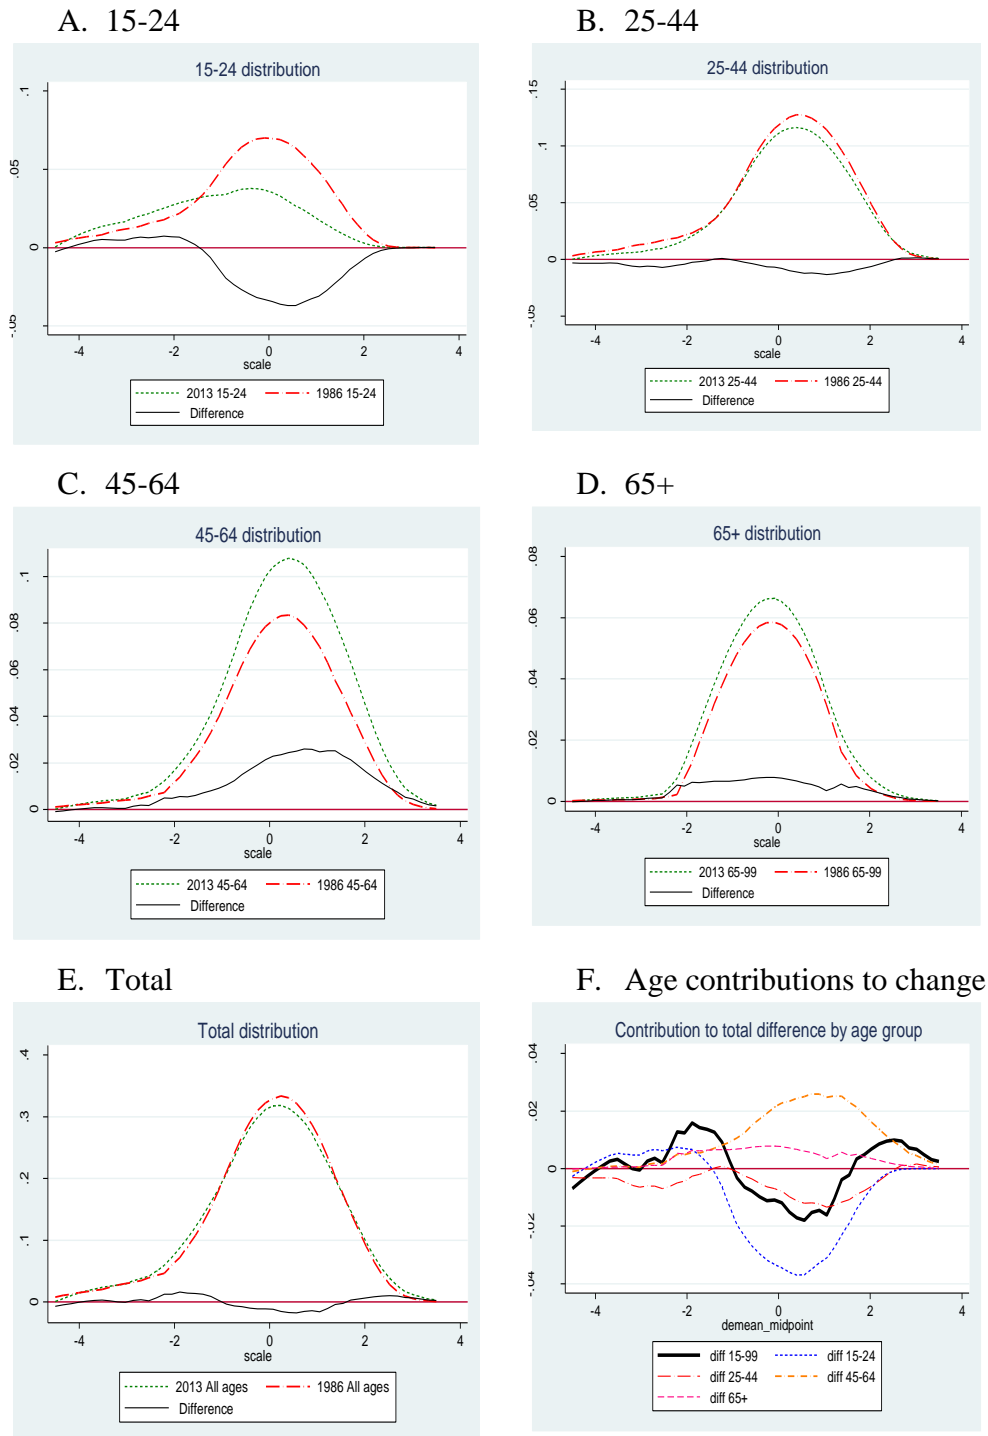 A. 15-24
15-24 distribution
.1
.05
0
-.05
-4 -2 0 2 4
scale
2013 15-24 1986 15-24
Difference
B. 25-44
25-44 distribution
.15
.1
.05
0
-.05
-4 -2 0 2 4
scale
2013 25-44 1986 25-44
Difference
C. 45-64
45-64 distribution
.1
.08
.06
.04
.02
0
-4 -2 0 2 4
scale
2013 45-64 1986 45-64
Difference
D. 65+
65+ distribution
.08
.06
.04
.02
0
-4 -2 0 2 4
scale
2013 65-99 1986 65-99
Difference
E. Total
Total distribution
.4
.3
.2
.1
0
-4 -2 0 2 4
scale
2013 All ages 1986 All ages
Difference
F. Age contributions to change
Contribution to total difference by age group
.04
.02
0
-.02
-.04
-4 -2 0 2 4
demean_midpoint
diff 15-99 diff 15-24
diff 25-44 diff 45-64
diff 65+